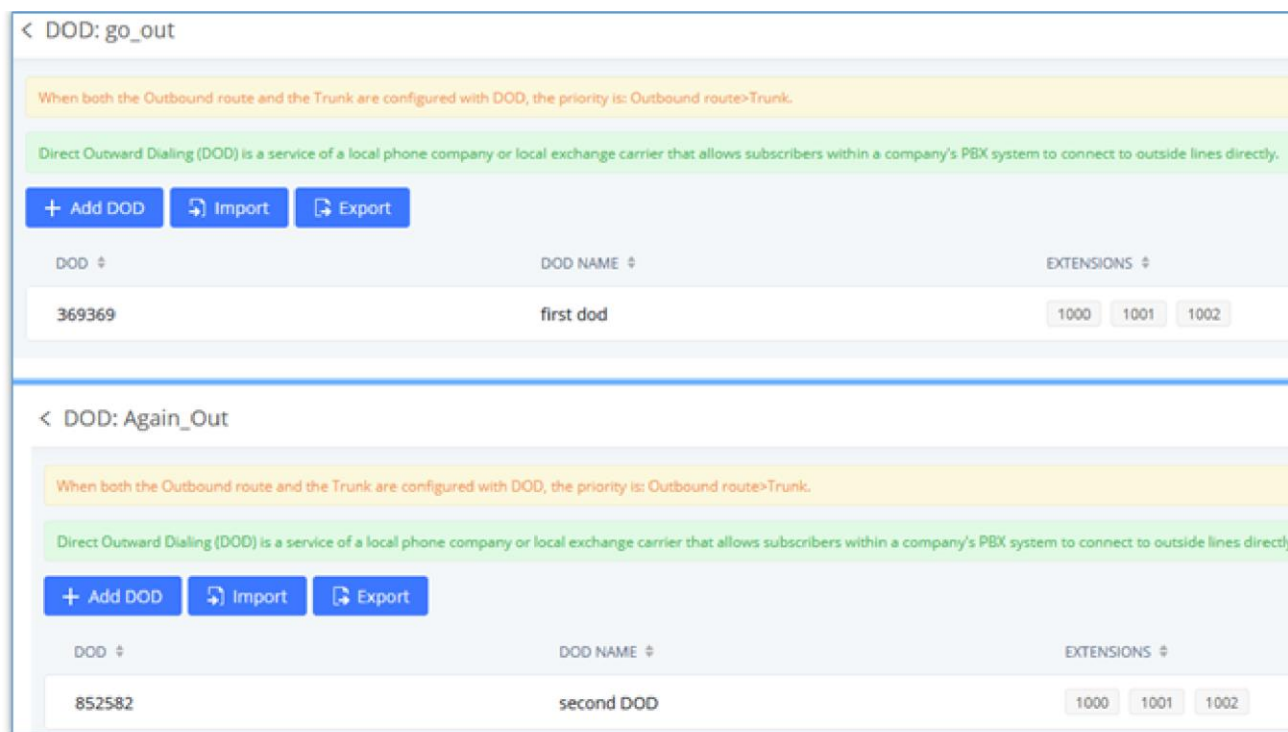 DOD: go_out
When both the Outbound route and the Trunk are configured with DOD, the priority is: Outbound route>Trunk.
Direct Outward Dialing (DOD) is a service of a local phone company or local exchange carrier that allows subscribers within a company's PBX system to connect to outside lines directly.
+ Add DOD Import Export
DOD DOD NAME EXTENSIONS
369369 first dod 1000 1001 1002
DOD: Again_Out
When both the Outbound route and the Trunk are configured with DOD, the priority is: Outbound route>Trunk.
Direct Outward Dialing (DOD) is a service of a local phone company or local exchange carrier that allows subscribers within a company's PBX system to connect to outside lines directly
+ Add DOD Import Export
DOD DOD NAME EXTENSIONS
852582 second DOD 1000 1001 1002